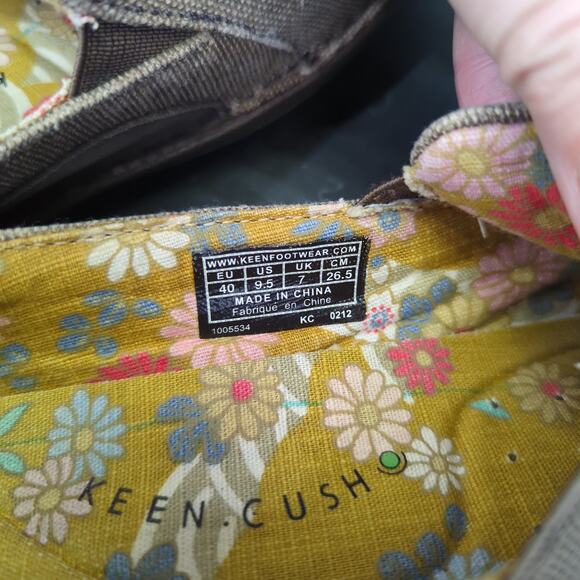 WWW.KEENFOOTWEAR.COM
EU US UK CM
40 9.5 7 26.5
MADE IN CHINA
Fabriqué en Chine
1005534 KC 0212
KEEN.CUSH